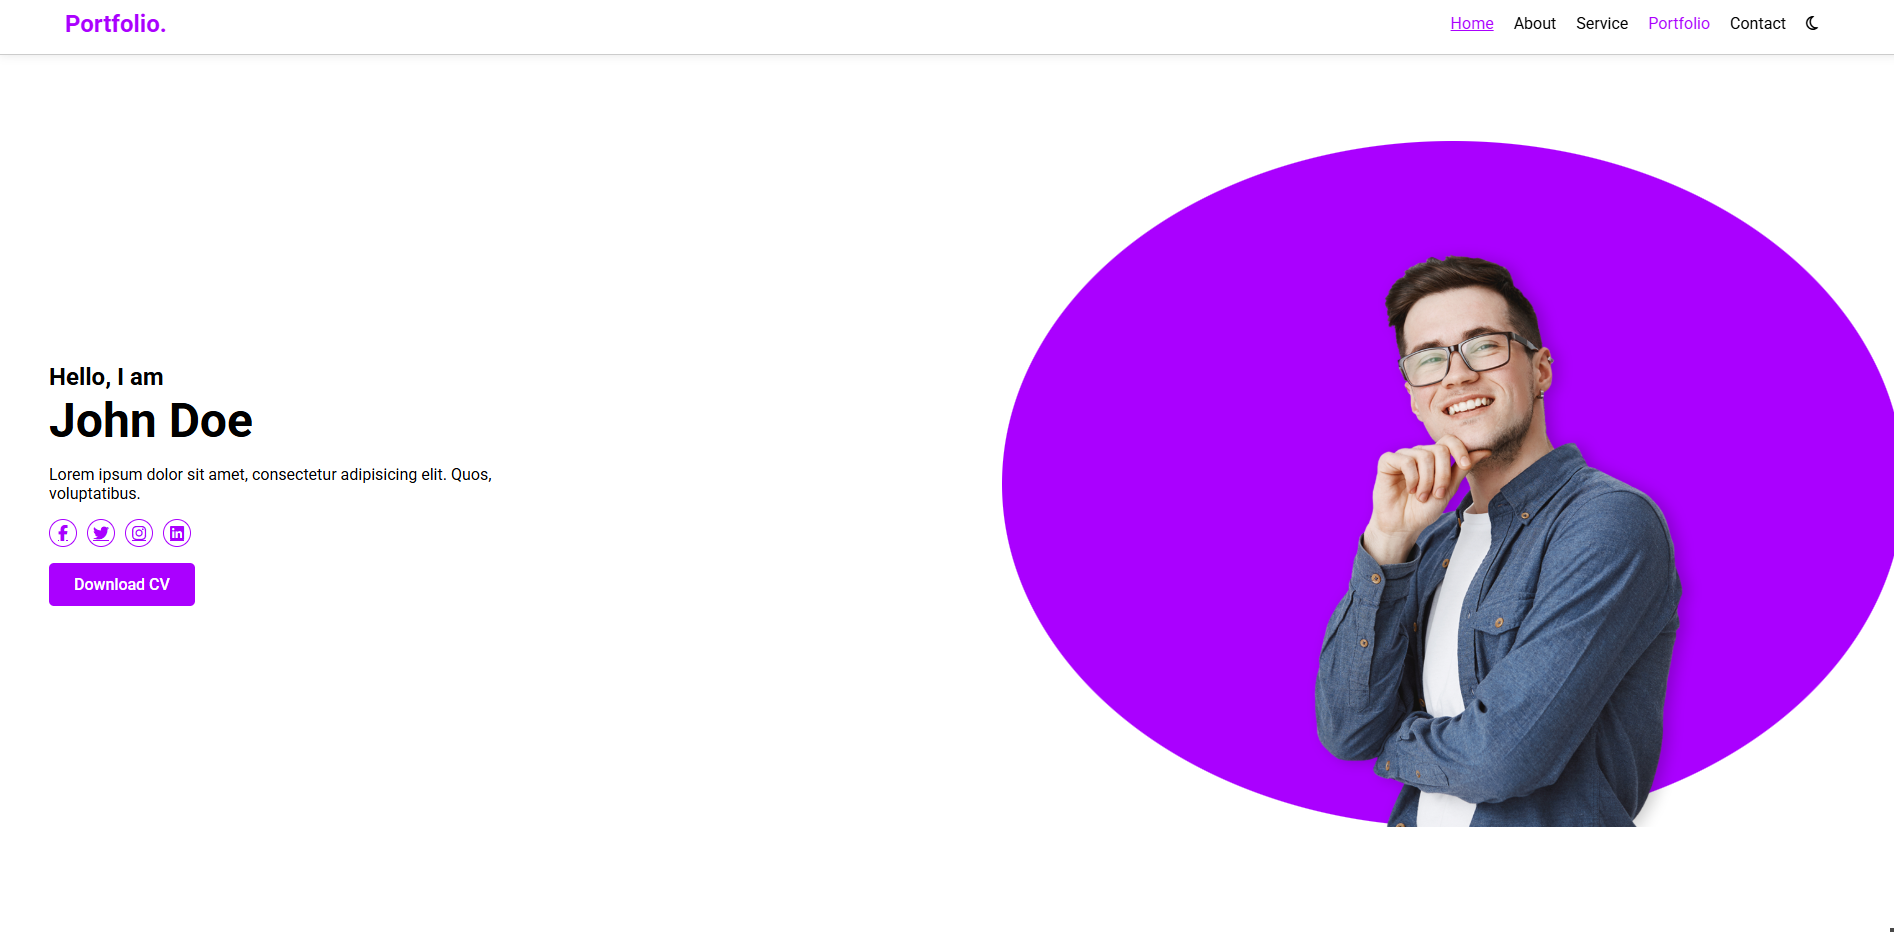 Portfolio.
Home About Service Portfolio Contact
Hello, I am
John Doe
Lorem ipsum dolor sit amet, consectetur adipisicing elit. Quos,
voluptatibus.
Download CV